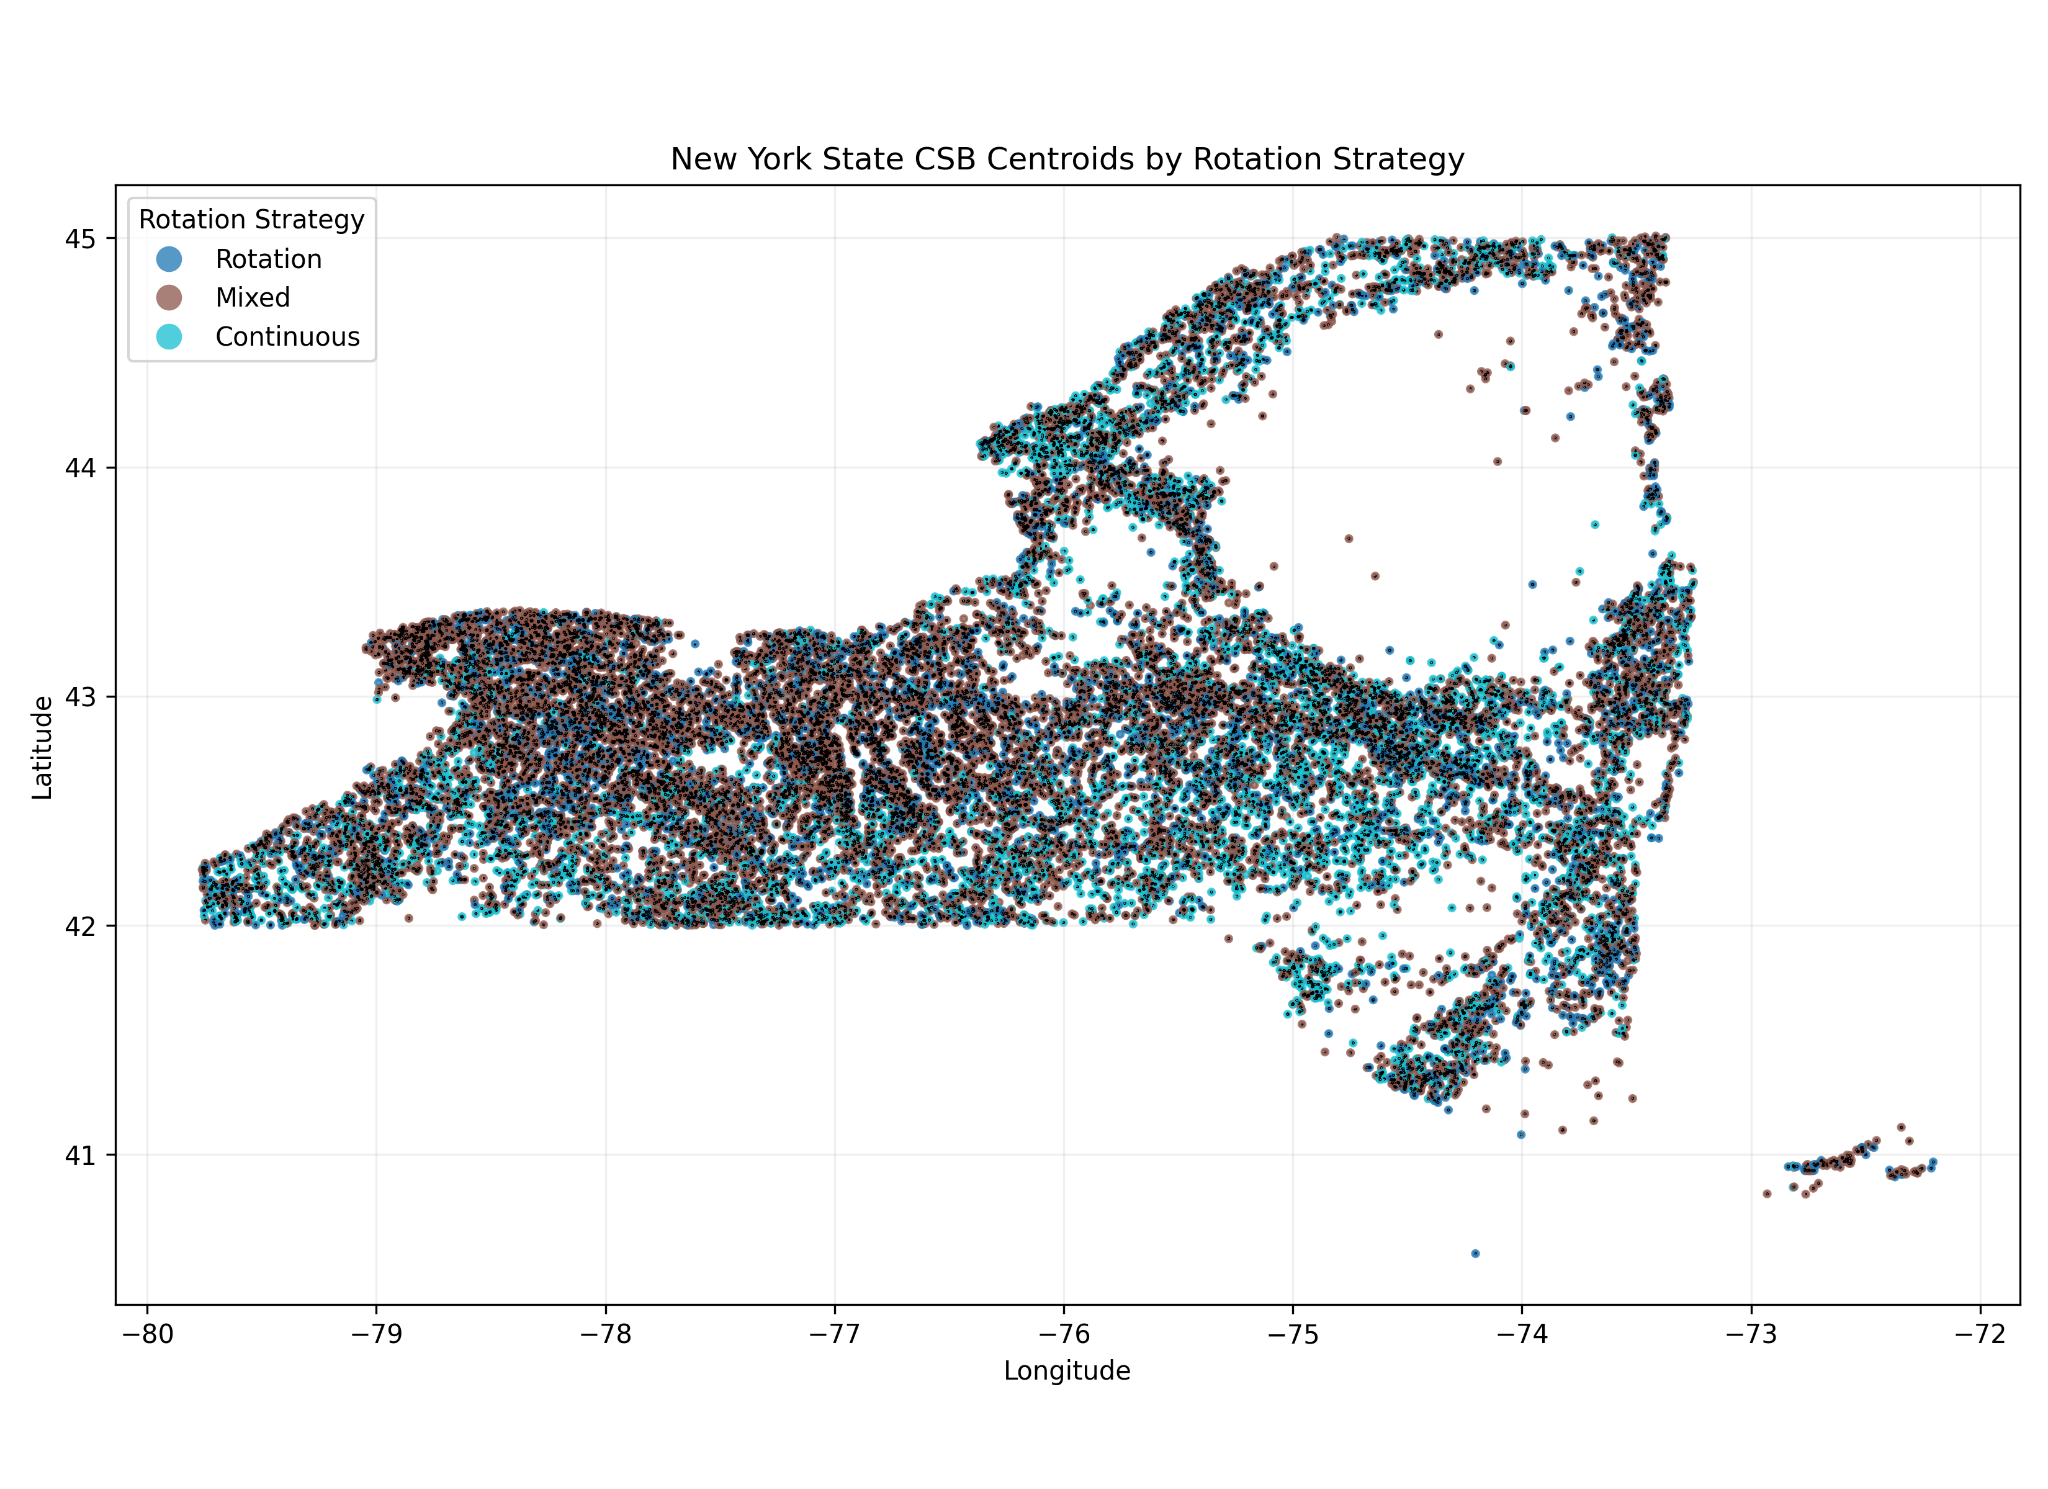 New York State CSB Centroids by Rotation Strategy
Rotation Strategy
Rotation
Mixed
Continuous
45
44
43
42
41
Latitude
−80 −79 −78 −77 −76 −75 −74 −73 −72
Longitude